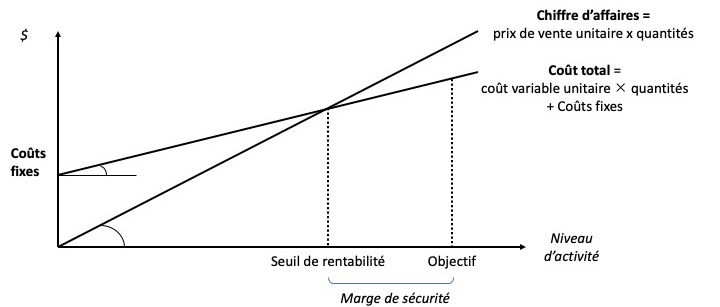 $
Chiffre d’affaires =
prix de vente unitaire x quantités
Coût total =
coût variable unitaire × quantités
+ Coûts fixes
Coûts
fixes
Niveau
d’activité
Seuil de rentabilité
Objectif
Marge de sécurité